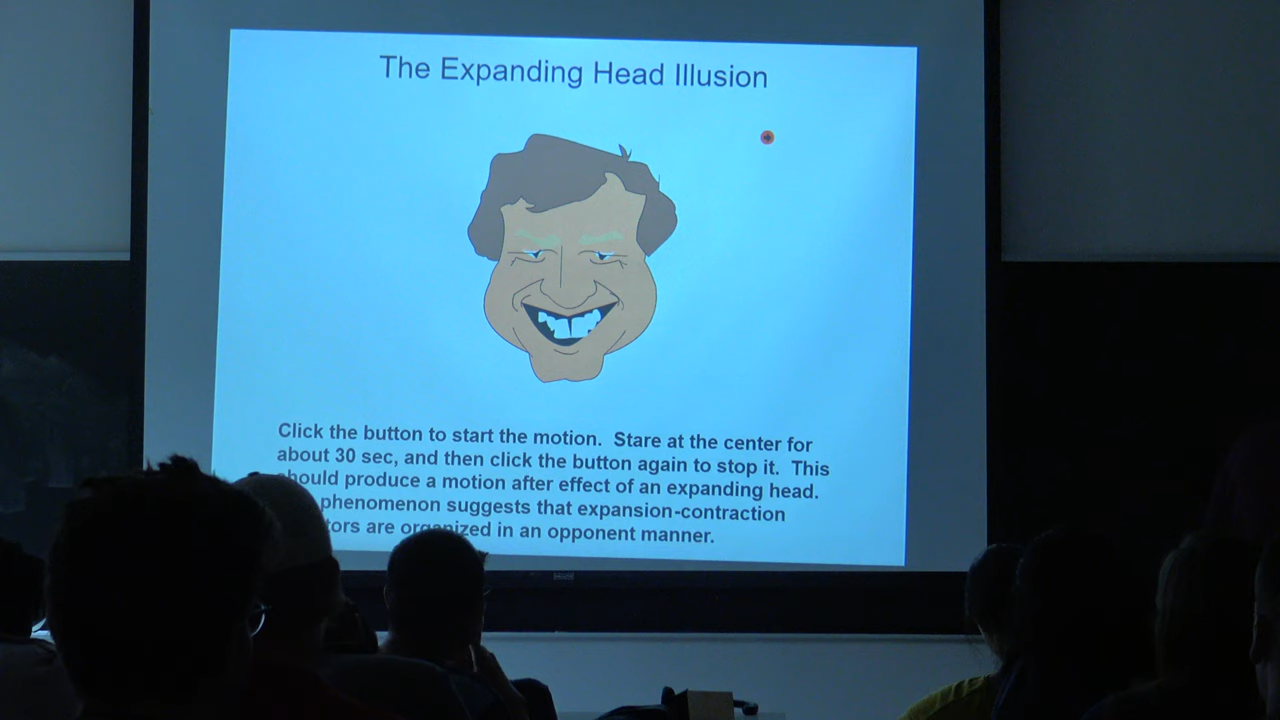 The Expanding Head Illusion
Click the button to start the motion. Stare at the center for
about 30 sec, and then click the button again to stop it. This
should produce a motion after effect of an expanding head.
phenomenon suggests that expansion-contraction
are organized in an opponent manner.